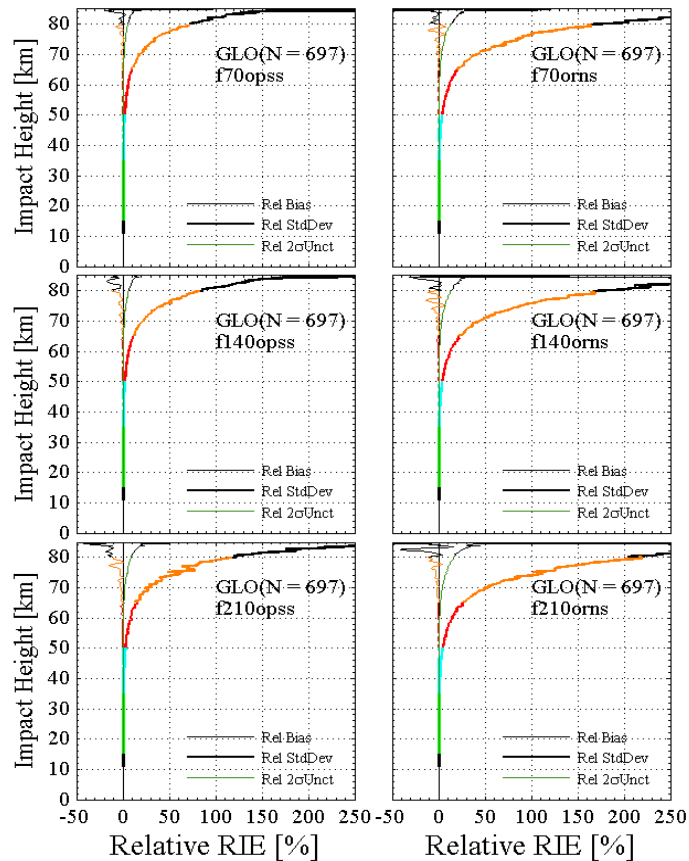 80
70
60
50
40
30
20
10
0
Impact Height [km]
GLO(N = 697)
f70opss
Rel Bias
Rel StdDev
Rel 2σUnct
GLO(N = 697)
f70orns
Rel Bias
Rel StdDev
Rel 2σUnct
80
70
60
50
40
30
20
10
0
Impact Height [km]
GLO(N = 697)
f140opss
Rel Bias
Rel StdDev
Rel 2σUnct
GLO(N = 697)
f140orns
Rel Bias
Rel StdDev
Rel 2σUnct
80
70
60
50
40
30
20
10
0
Impact Height [km]
GLO(N = 697)
f210opss
Rel Bias
Rel StdDev
Rel 2σUnct
GLO(N = 697)
f210orns
Rel Bias
Rel StdDev
Rel 2σUnct
-50 0 50 100 150 200 250
0 50 100 150 200 250
Relative RIE [%]
Relative RIE [%]